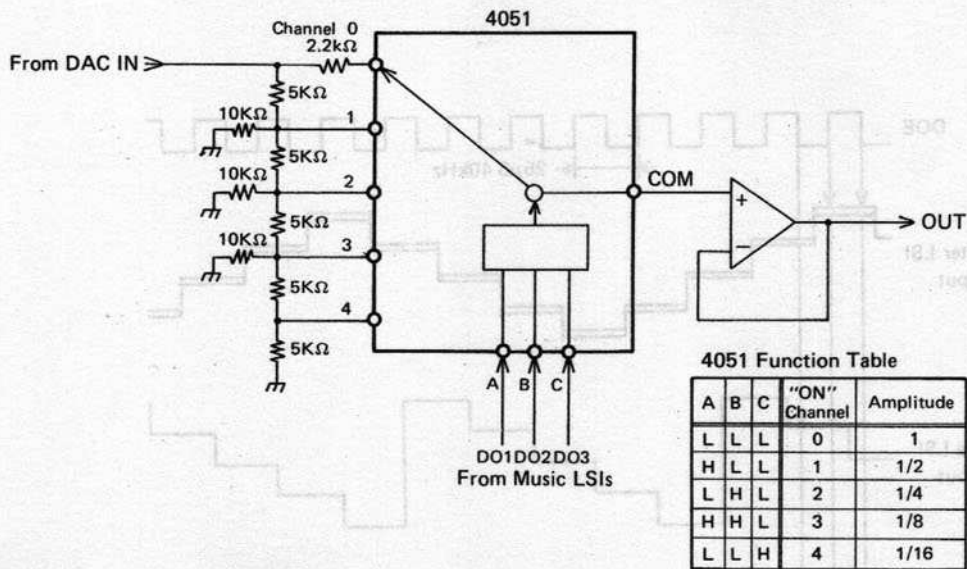 4051
Channel 0
2.2kΩ
From DAC IN
5KΩ
10KΩ
1
5KΩ
10KΩ
2
5KΩ
10KΩ
3
5KΩ
4
5KΩ
COM
+
−
OUT
A B C
DO1 DO2 DO3
From Music LSIs
4051 Function Table
A B C "ON" Channel Amplitude
L L L 0 1
H L L 1 1/2
L H L 2 1/4
H H L 3 1/8
L L H 4 1/16
DOE